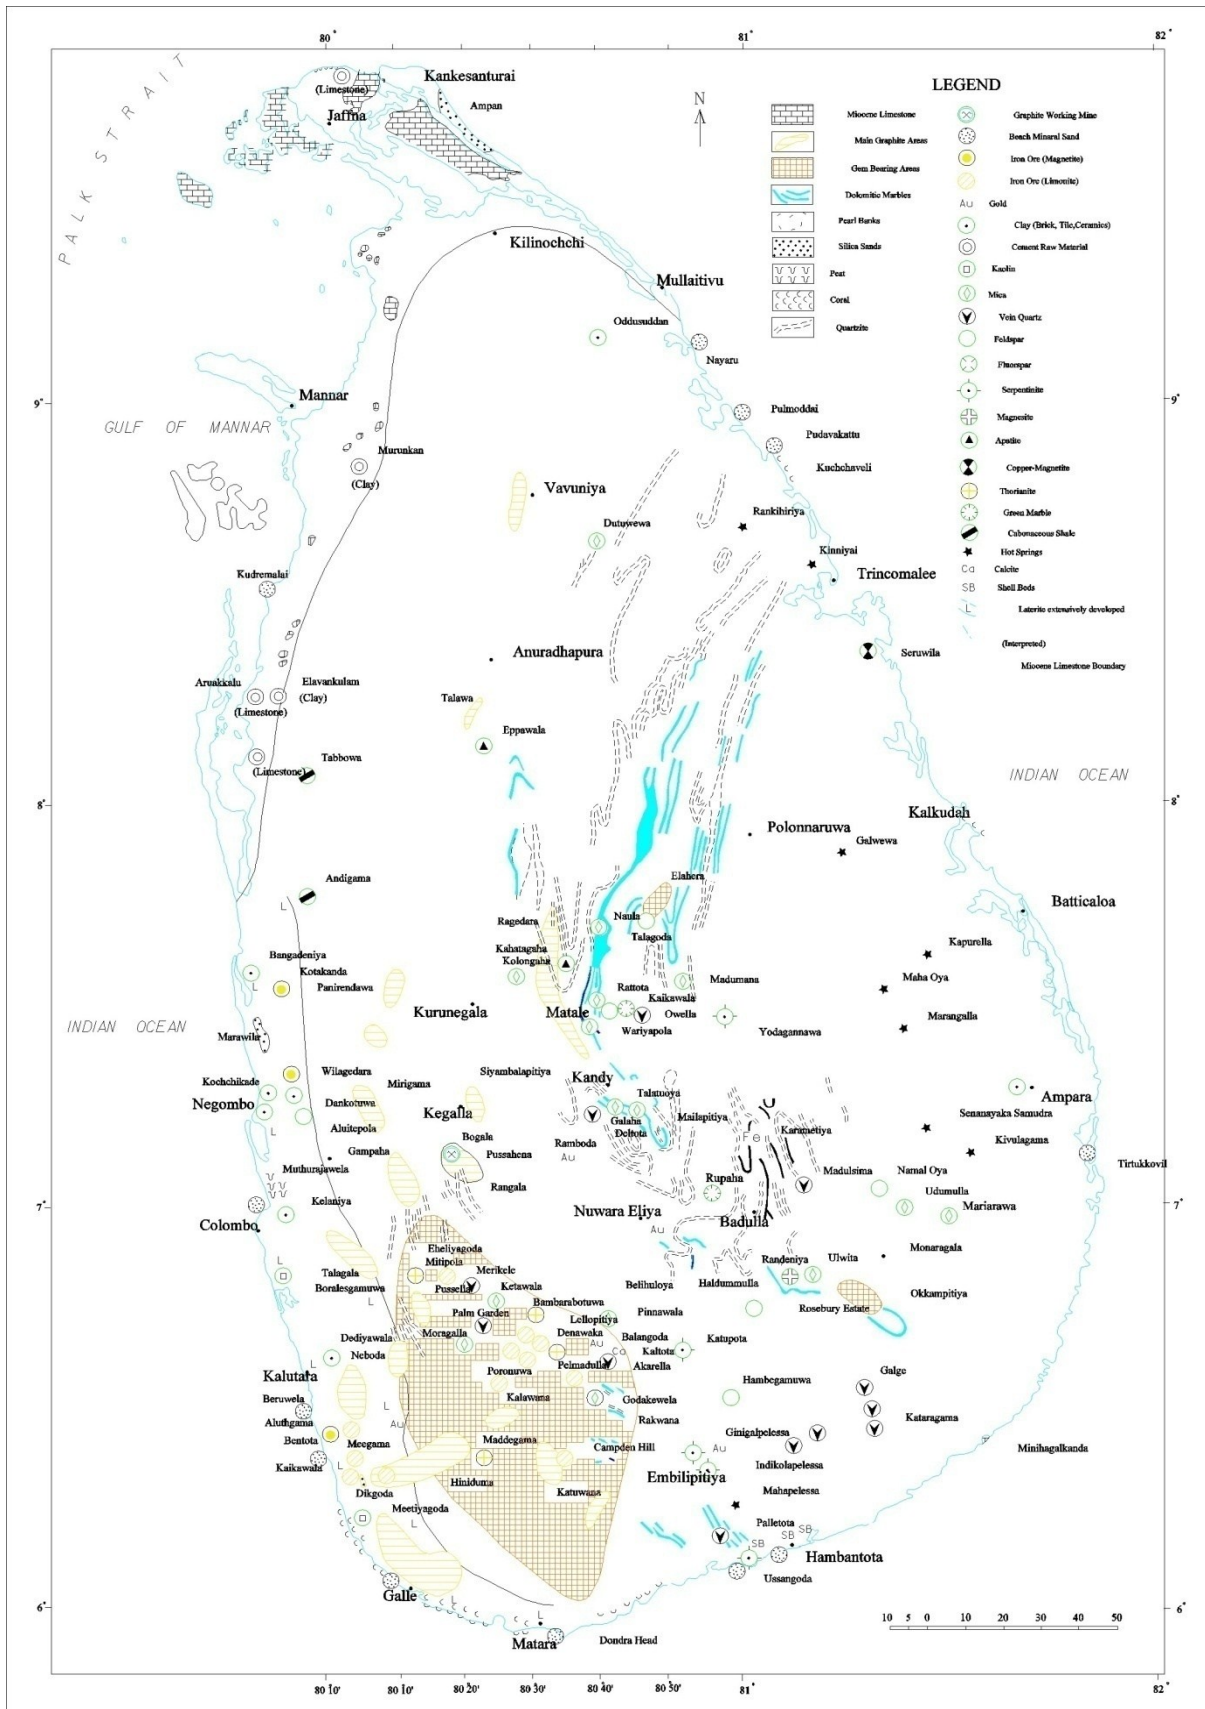 80°
81°
82°
PALK STRAIT
Kankesanturai
(Limestone)
Ampan
Jaffna
N
LEGEND
Miocene Limestone
Main Graphite Areas
Gem Bearing Areas
Dolomitic Marbles
Pearl Banks
Silica Sands
Peat
Coral
Quartzite
Graphite Working Mine
Beach Minaral Sand
Iron Ore (Magnetite)
Iron Ore (Limonite)
Au Gold
Clay (Brick, Tile,Ceramics)
Cement Raw Material
Kaolin
Mica
Vein Quartz
Feldspar
Fluorspar
Serpentinite
Magnesite
Apatite
Copper-Magnetite
Thorianite
Green Marble
Cabonaceous Shale
Hot Springs
Ca Calcite
SB Shell Beds
L Laterite extensively developed
(Interpreted)
Miocene Limestone Boundary
Kilinochchi
Mullaitivu
Oddusuddan
Nayaru
9°
9°
Mannar
Pulmoddai
GULF OF MANNAR
Pudavakattu
Murunkan
(Clay)
Kuchchaveli
Vavuniya
Rankihiriya
Dutuwewa
Kinniyai
Kudremalai
Trincomalee
Anuradhapura
Seruwila
Aruakkalu
Elavankulam
(Limestone)
(Clay)
Talawa
Eppawala
Tabbowa
(Limestone)
INDIAN OCEAN
8°
8°
Kalkudah
Polonnaruwa
Galwewa
Andigama
L
Elahera
Batticaloa
Ragedara
Naula
Talagoda
Kahatagaha
Kolongaha
Bangadeniya
Kotakanda
Panirendawa
L
Kapurella
Maha Oya
Madumana
Rattota
Kaikawala
Kurunegala
Matale
Owella
Marangalla
INDIAN OCEAN
Marawila
Wariyapola
Yodagannawa
Wilagedara
Kochchikade
Mirigama
Siyambalapitiya
Kandy
Ampara
Negombo
Dankotuwa
Kegalla
Talatuoya
Senanayaka Samudra
Aluitepola
Galaha
Deltota
Mailapitiya
L
Bogala
Fe
Karametiya
Kivulagama
Gampaha
Pussahena
Ramboda
Au
Tirtukkovil
Muthurajawela
Rangala
Rupaha
Madulsima
Namal Oya
Kelaniya
Udumulla
Mariarawa
7°
7°
Colombo
Nuwara Eliya
Au
Badulla
Eheliyagoda
Mitipola
Monaragala
Talagala
Merikele
Randeniya
Ulwita
Boralesgamuwa
Pussella
Ketawala
Belihuloya
Haldummulla
Okkampitiya
L
Palm Garden
Bambarabotuwa
Rosebury Estate
Lellopitiya
Pinnawala
Moragalla
Denawaka
Balangoda
Au
Ca
Katupota
Dediyawala
Neboda
Kaltota
Pelmadulla
Akarella
L
Poronuwa
Galge
Kalutara
Hambegamuwa
Kalawana
Godakewela
Beruwela
L
Rakwana
Kataragama
Aluthgama
Au
Bentota
Meegama
Maddegama
Campden Hill
Ginigalpelessa
Au
Minihagalkanda
Kaikawala
L
Indikolapelessa
Embilipitiya
Hiniduma
Dikgoda
Katuwana
Mahapelessa
Meetiyagoda
L
Palletota
SB
SB
SB
Hambantota
Ussangoda
Galle
L
6°
6°
L
Matara
Dondra Head
10 5 0 10 20 30 40 50
80 10'
80 10'
80 20'
80 30'
80 40'
80 50'
81°
82°